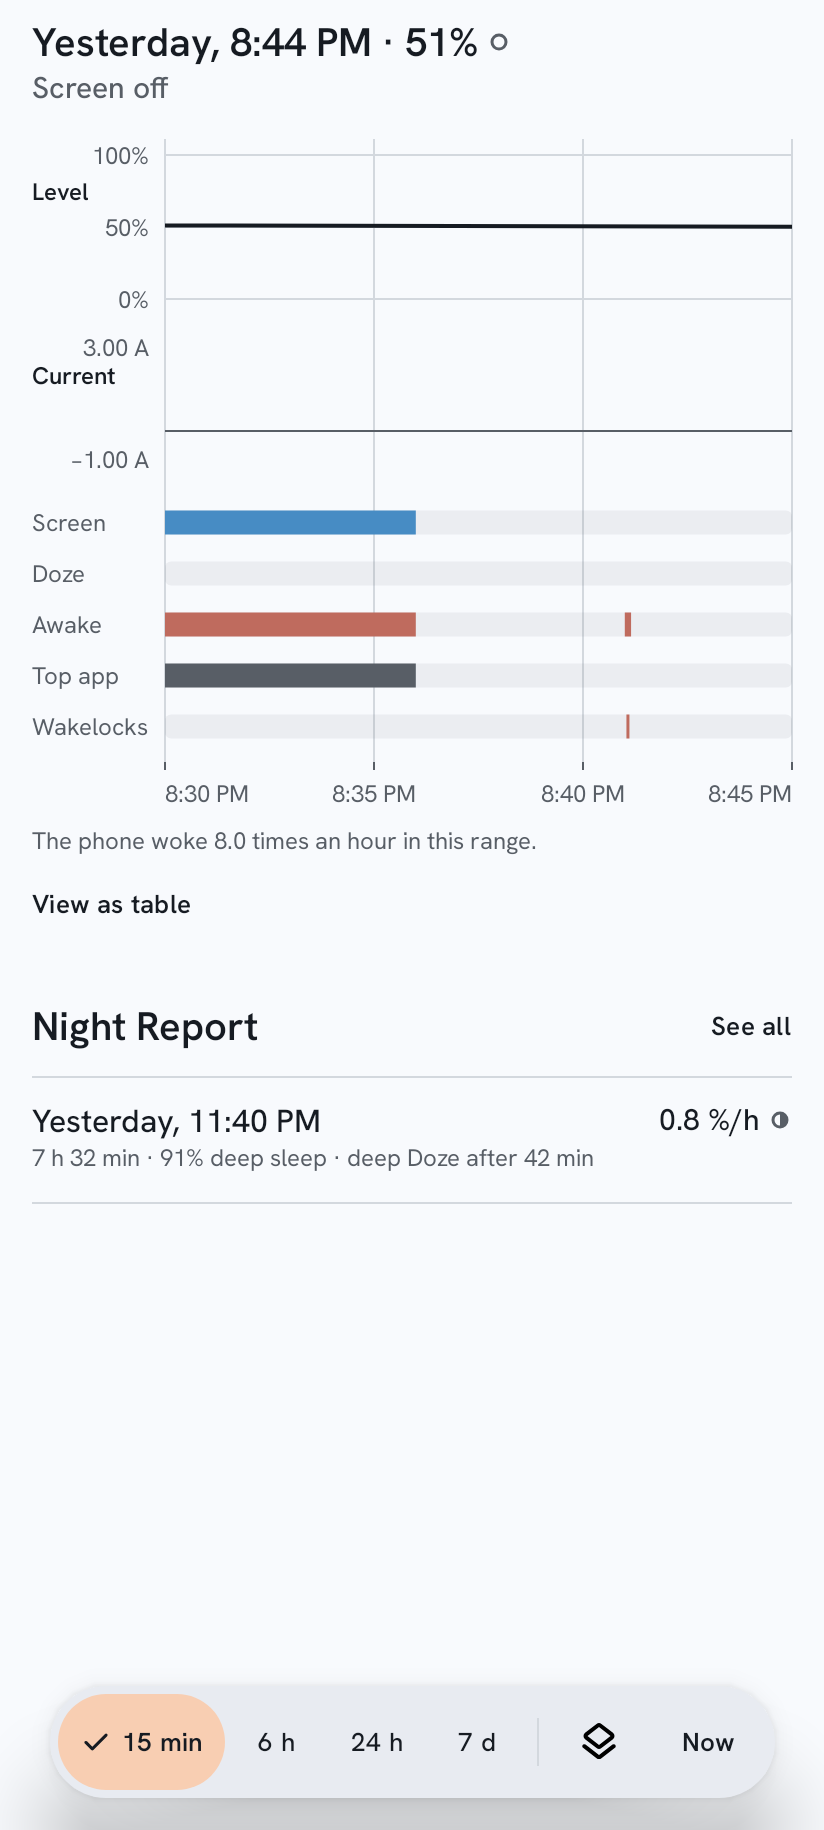 Yesterday, 8:44 PM · 51%
Screen off
100%
Level
50%
0%
3.00 A
Current
−1.00 A
Screen
Doze
Awake
Top app
Wakelocks
8:30 PM 8:35 PM 8:40 PM 8:45 PM
The phone woke 8.0 times an hour in this range.
View as table
Night Report See all
Yesterday, 11:40 PM 0.8 %/h
7 h 32 min · 91% deep sleep · deep Doze after 42 min
15 min 6 h 24 h 7 d Now